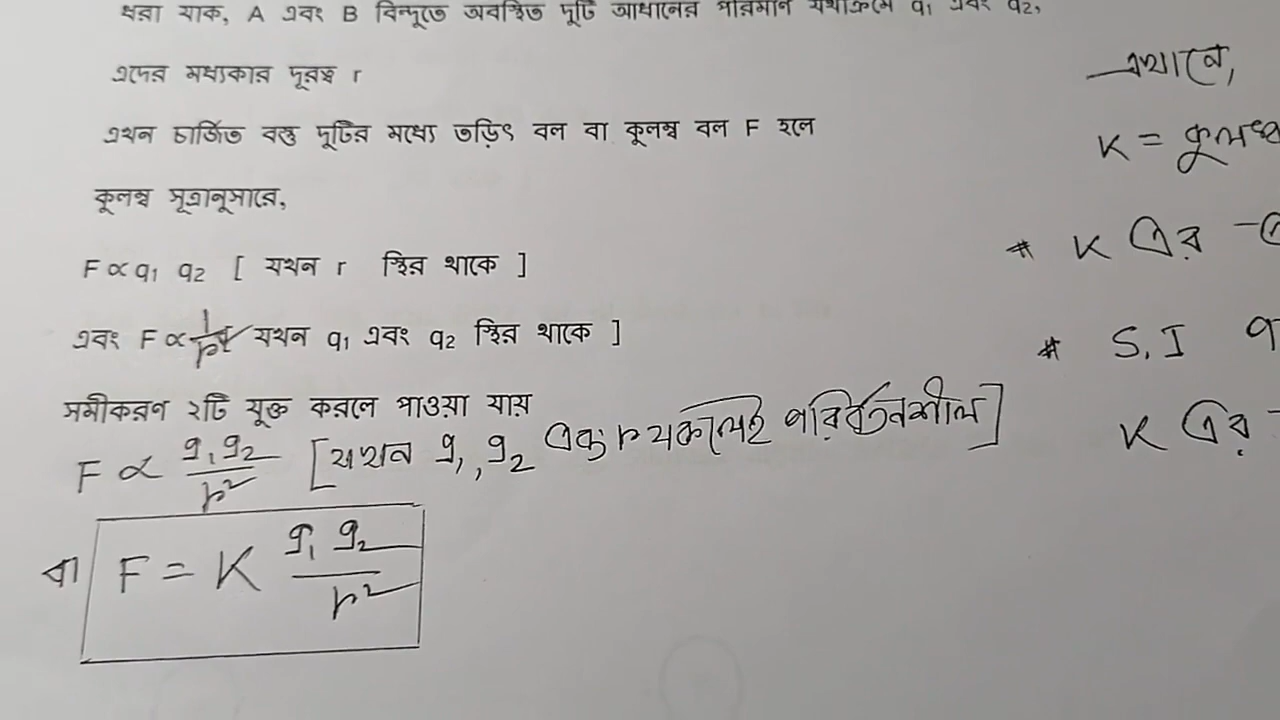 ধরা যাক, A এবং B বিন্দুতে অবস্থিত দুটি আধানের পরিমান যথাক্রমে q₁ এবং q₂,
এদের মধ্যকার দূরত্ব r
এখন চার্জিত বস্তু দুটির মধ্যে তড়িৎ বল বা কূলম্ব বল F হলে
কূলম্ব সূত্রানুসারে,
F∝q₁ q₂ [ যখন r স্থির থাকে ]
এবং F∝1/r² যখন q₁ এবং q₂ স্থির থাকে ]
সমীকরন ২টি যুক্ত করলে পাওয়া যায়
F ∝ q₁q₂/r² [যখন q₁, q₂ এবং r সকলেই পরিবর্তনশীল]
বা F = K q₁ q₂/r²
এখানে,
K =
* K এর
* S.I
K এর